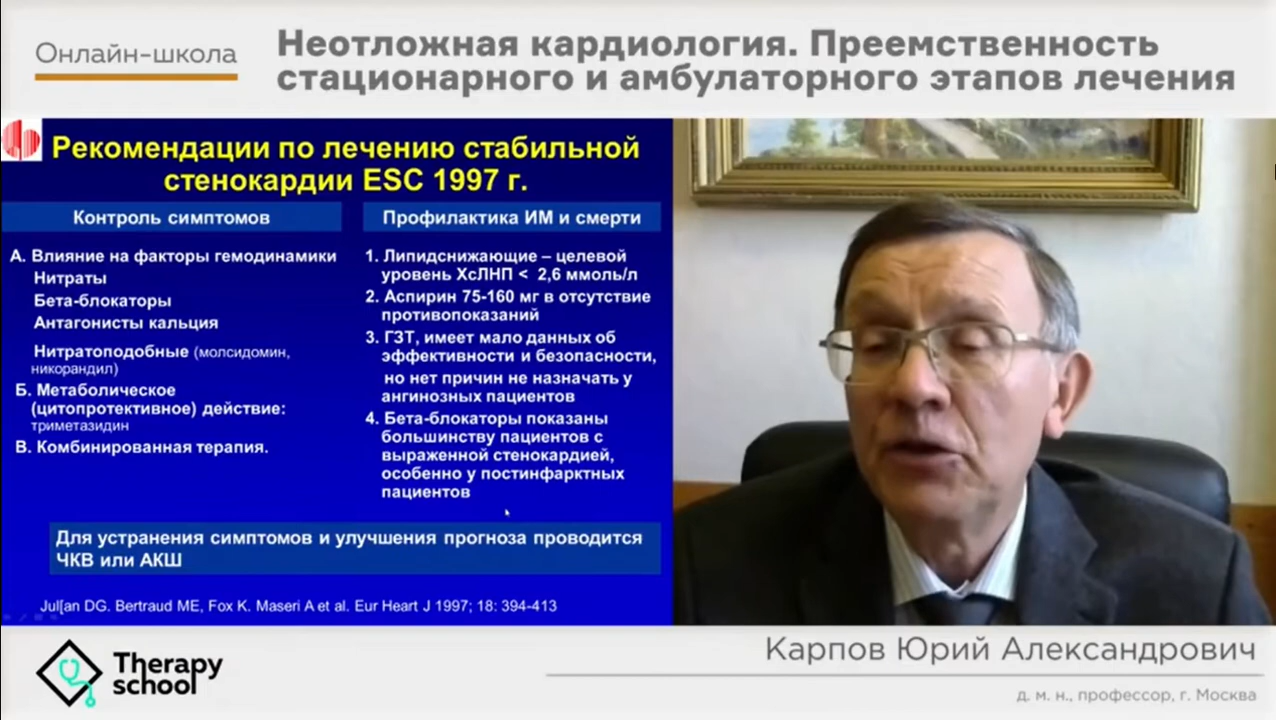 Онлайн-школа
Неотложная кардиология. Преемственность
стационарного и амбулаторного этапов лечения
Рекомендации по лечению стабильной
стенокардии ESC 1997 г.
Контроль симптомов
А. Влияние на факторы гемодинамики
Нитраты
Бета-блокаторы
Антагонисты кальция
Нитратоподобные (молсидомин,
никорандил)
Б. Метаболическое
(цитопротективное) действие:
триметазидин
В. Комбинированная терапия.
Профилактика ИМ и смерти
1. Липидснижающие – целевой
уровень ХсЛНП < 2,6 ммоль/л
2. Аспирин 75-160 мг в отсутствие
противопоказаний
3. ГЗТ, имеет мало данных об
эффективности и безопасности,
но нет причин не назначать у
ангинозных пациентов
4. Бета-блокаторы показаны
большинству пациентов с
выраженной стенокардией,
особенно у постинфарктных
пациентов
Для устранения симптомов и улучшения прогноза проводится
ЧКВ или АКШ
Jul[an DG. Bertraud ME, Fox K. Maseri A et al. Eur Heart J 1997; 18: 394-413
Therapy
school
Карпов Юрий Александрович
д. м. н., профессор, г. Москва